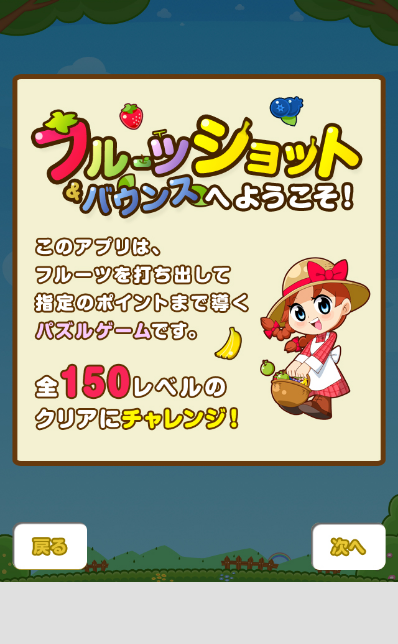 フルーツショット
&バウンスへようこそ!
このアプリは、
フルーツを打ち出して
指定のポイントまで導く
パズルゲームです。
全150レベルの
クリアにチャレンジ!
戻る
次へ